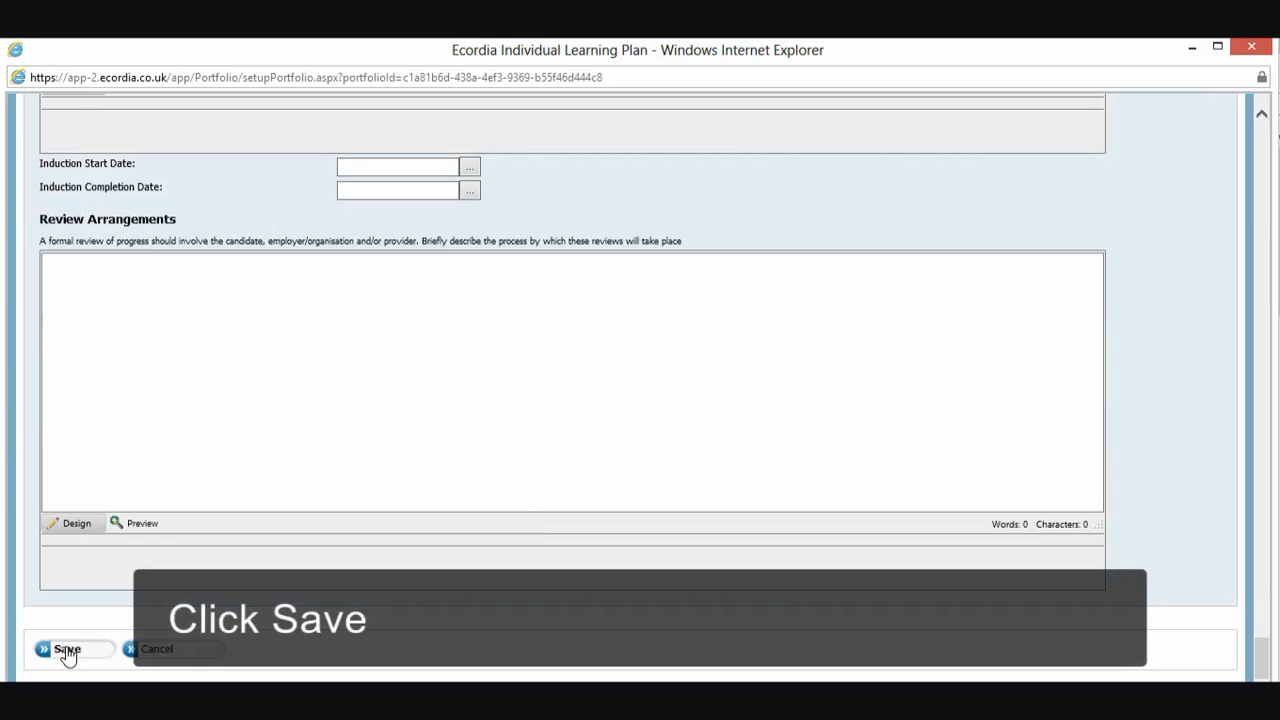 Ecordia Individual Learning Plan - Windows Internet Explorer
https://app-2.ecordia.co.uk/app/Portfolio/setupPortfolio.aspx?portfolioId=c1a81b6d-438a-4ef3-9369-b55f46d444c8
Induction Start Date:
...
Induction Completion Date:
...
Review Arrangements
A formal review of progress should involve the candidate, employer/organisation and/or provider. Briefly describe the process by which these reviews will take place
Design Preview Words: 0 Characters: 0
Click Save
Save Cancel